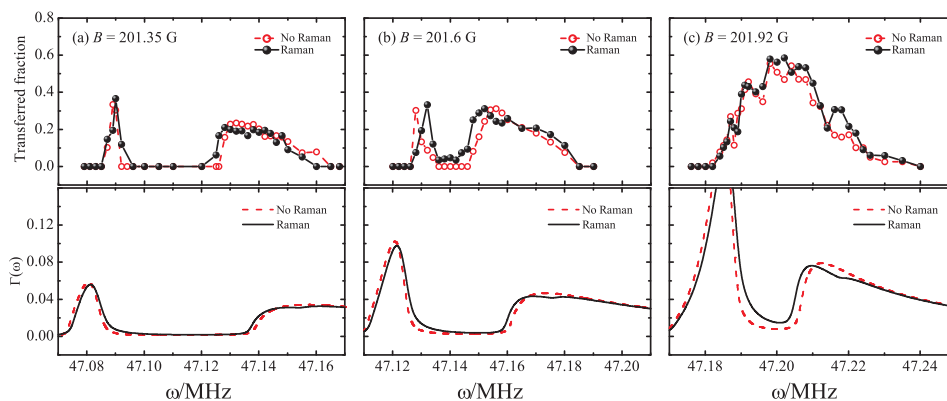 (a) B = 201.35 G
No Raman
Raman
(b) B = 201.6 G
No Raman
Raman
(c) B = 201.92 G
No Raman
Raman
Transferred fraction
0.8
0.6
0.4
0.2
0.0
No Raman
Raman
No Raman
Raman
No Raman
Raman
Γ(ω)
0.12
0.08
0.04
0.00
47.08 47.10 47.12 47.14 47.16
47.12 47.14 47.16 47.18 47.20
47.18 47.20 47.22 47.24
ω/MHz
ω/MHz
ω/MHz